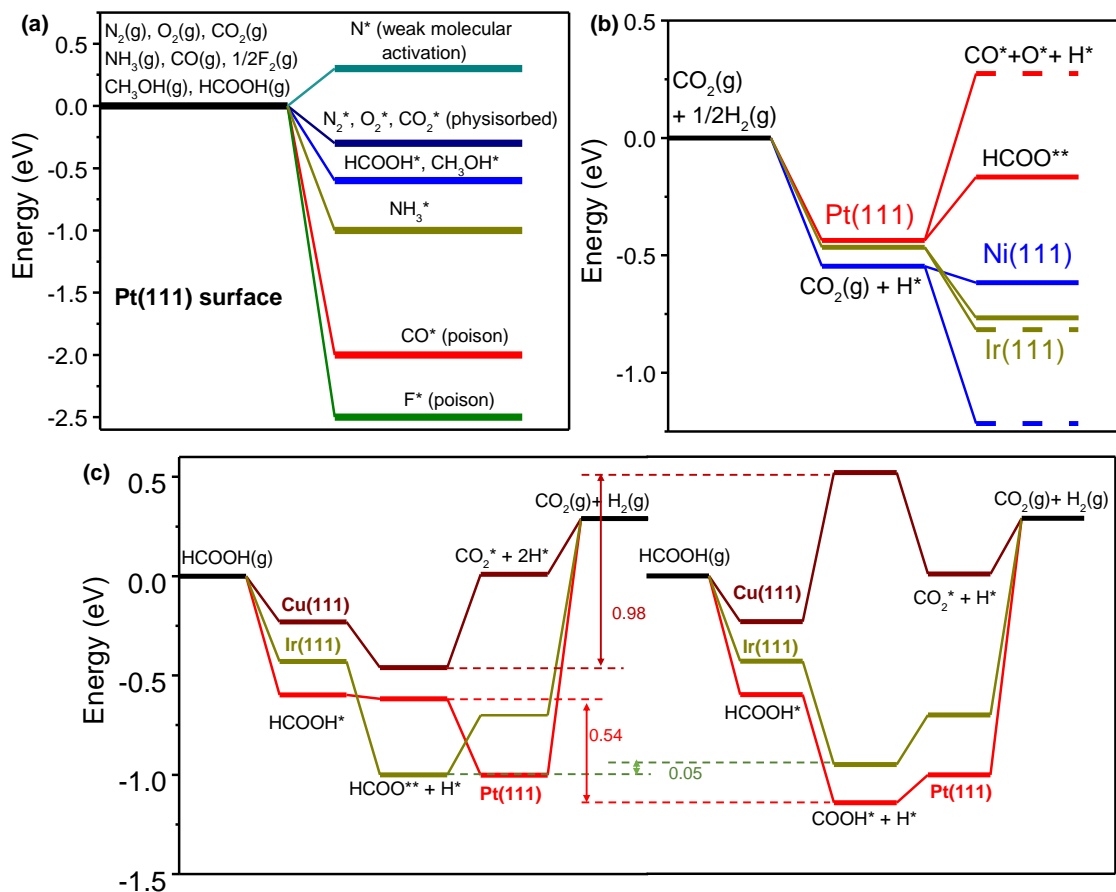 (a)
N₂(g), O₂(g), CO₂(g)
NH₃(g), CO(g), 1/2F₂(g)
CH₃OH(g), HCOOH(g)
N* (weak molecular
activation)
N₂*, O₂*, CO₂* (physisorbed)
HCOOH*, CH₃OH*
NH₃*
Pt(111) surface
CO* (poison)
F* (poison)
Energy (eV)
0.5
0.0
-0.5
-1.0
-1.5
-2.0
-2.5
(b)
CO*+O*+ H*
CO₂(g)
+ 1/2H₂(g)
HCOO**
Pt(111)
Ni(111)
CO₂(g) + H*
Ir(111)
Energy (eV)
0.0
-0.5
-1.0
(c)
Energy (eV)
0.5
0.0
-0.5
-1.0
-1.5
HCOOH(g)
Cu(111)
Ir(111)
HCOOH*
HCOO** + H*
Pt(111)
CO₂* + 2H*
CO₂(g)+ H₂(g)
0.98
0.54
0.05
HCOOH(g)
Cu(111)
Ir(111)
HCOOH*
COOH* + H*
Pt(111)
CO₂* + H*
CO₂(g)+ H₂(g)